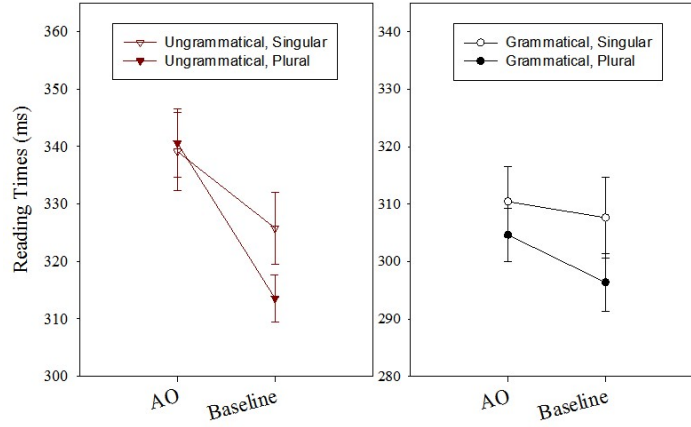 Reading Times (ms)
360
350
340
330
320
310
300
Ungrammatical, Singular
Ungrammatical, Plural
AO
Baseline
340
330
320
310
300
290
280
Grammatical, Singular
Grammatical, Plural
AO
Baseline